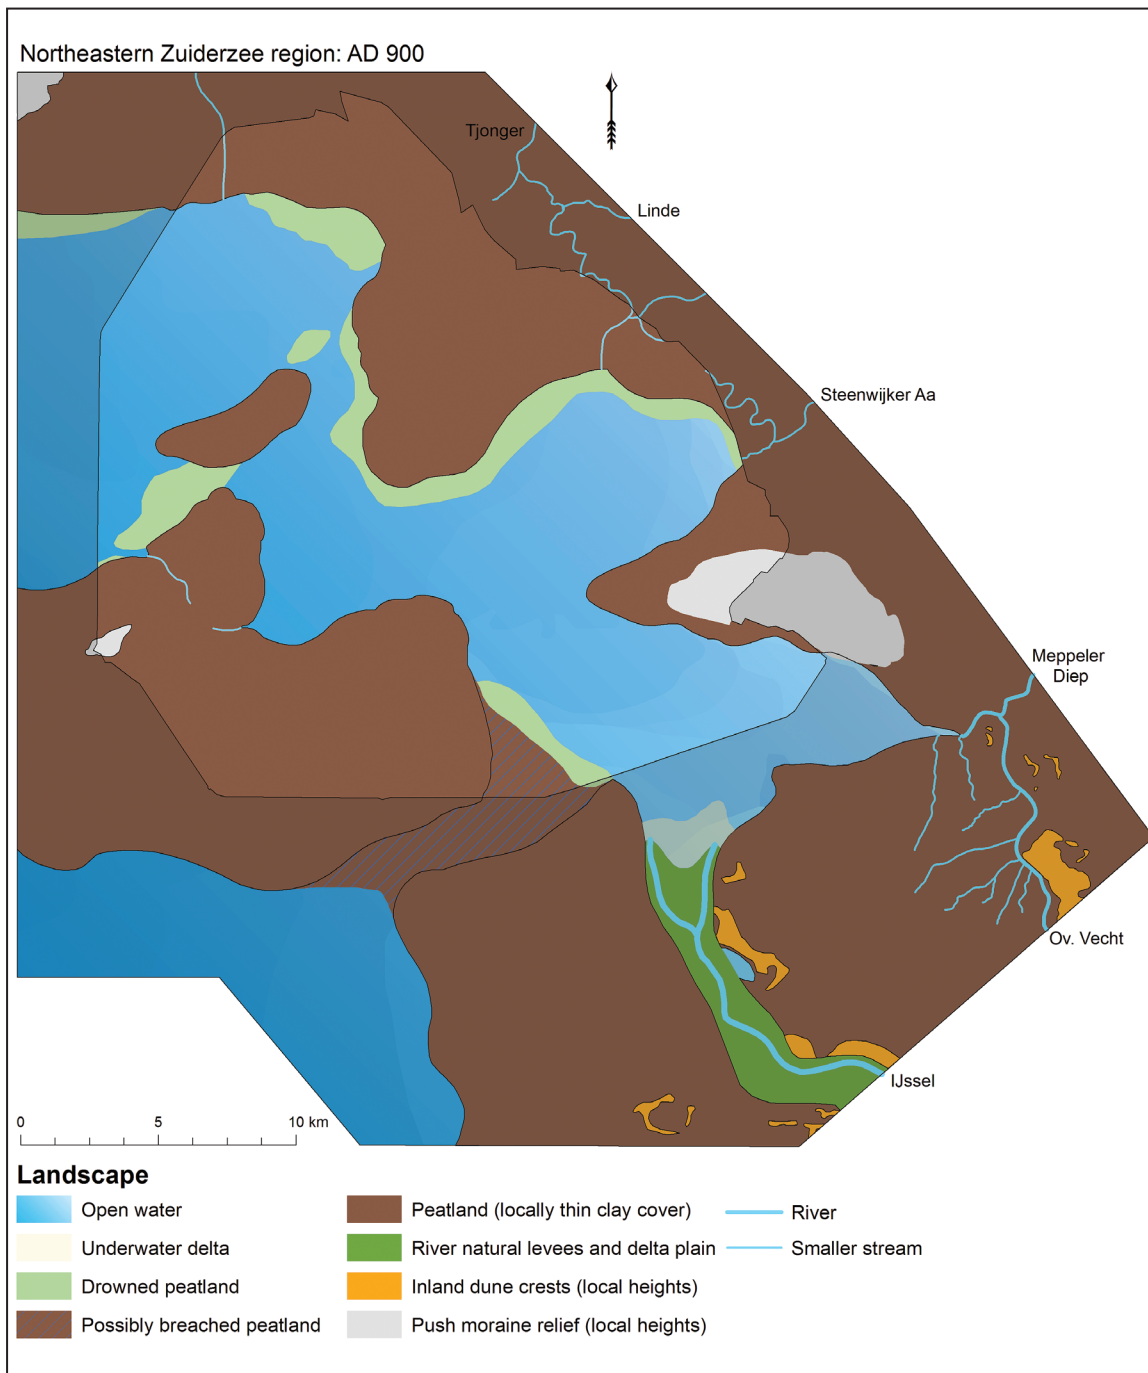 Northeastern Zuiderzee region: AD 900
Tjonger
Linde
Steenwijker Aa
Meppeler
Diep
Ov. Vecht
IJssel
0 5 10 km
Landscape
Open water
Underwater delta
Drowned peatland
Possibly breached peatland
Peatland (locally thin clay cover)
River natural levees and delta plain
Inland dune crests (local heights)
Push moraine relief (local heights)
River
Smaller stream